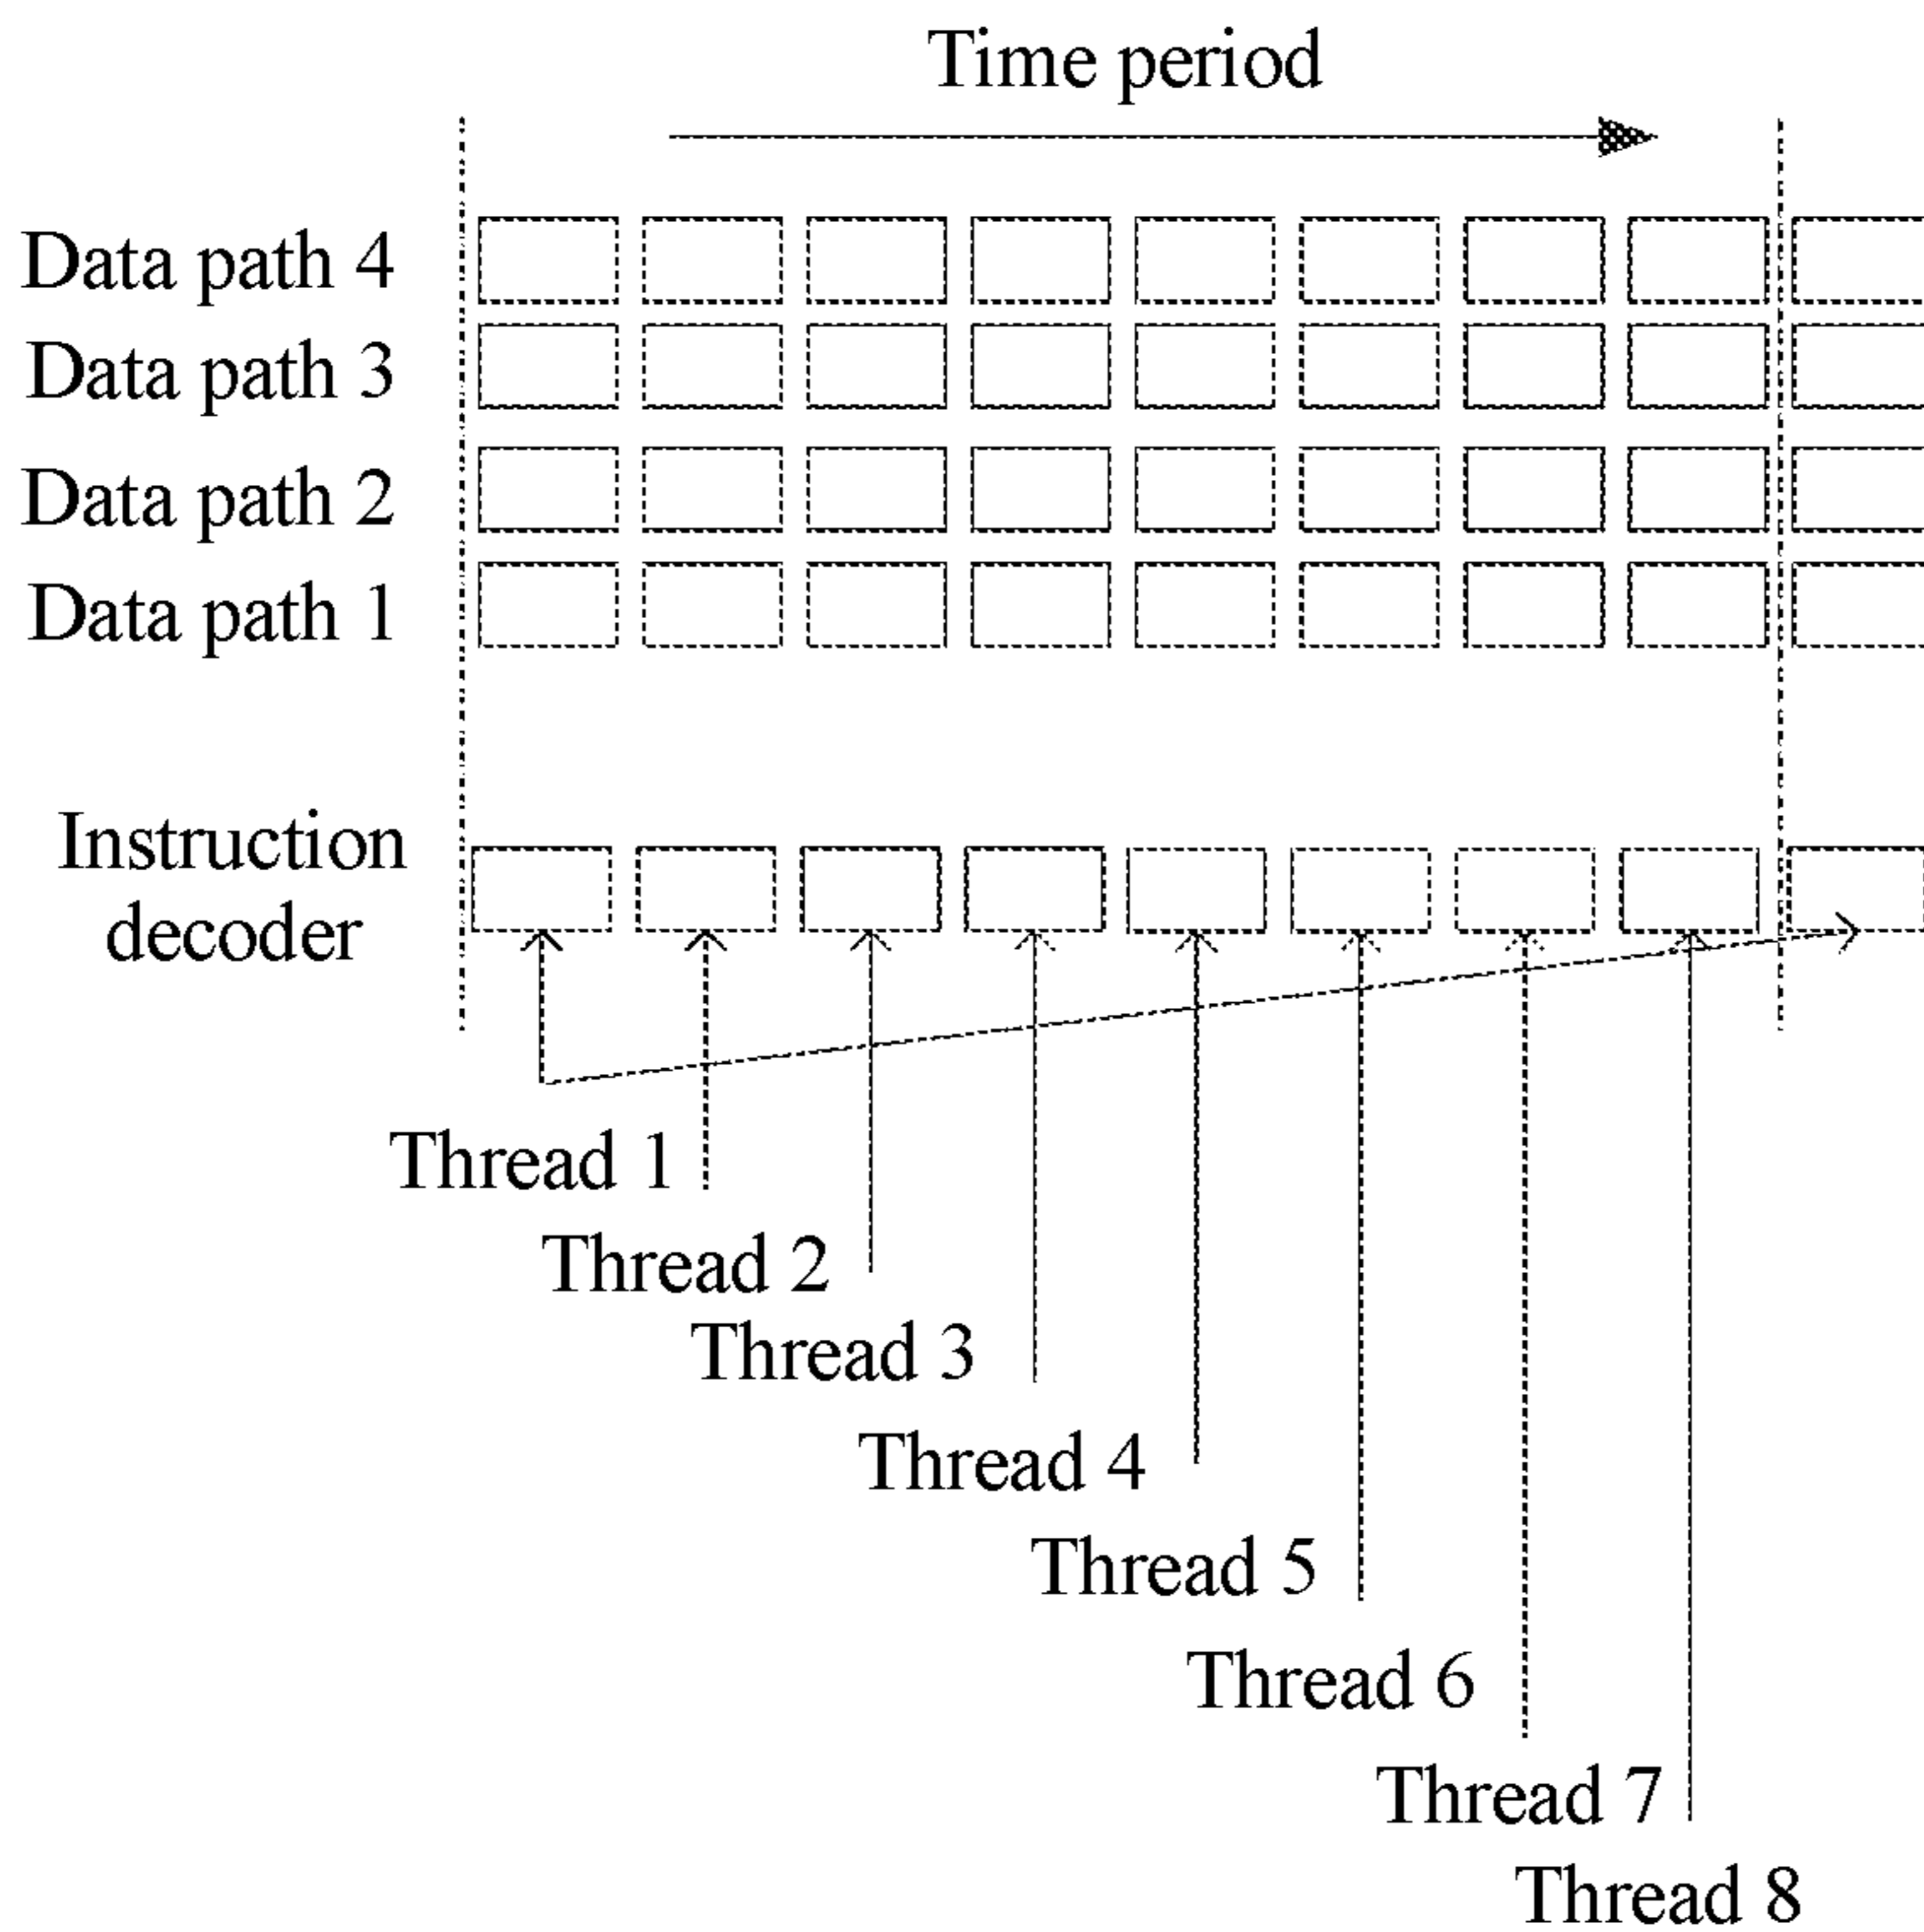 Time period
Data path 4
Data path 3
Data path 2
Data path 1
Instruction
decoder
Thread 1
Thread 2
Thread 3
Thread 4
Thread 5
Thread 6
Thread 7
Thread 8